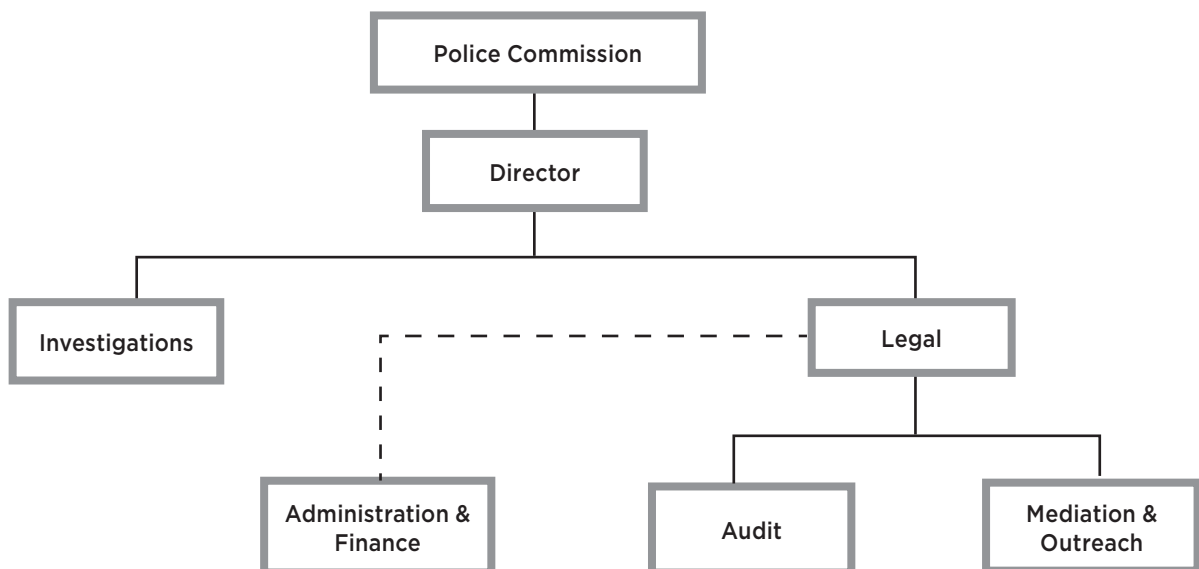 Police Commission
Director
Investigations
Legal
Administration &
Finance
Audit
Mediation &
Outreach